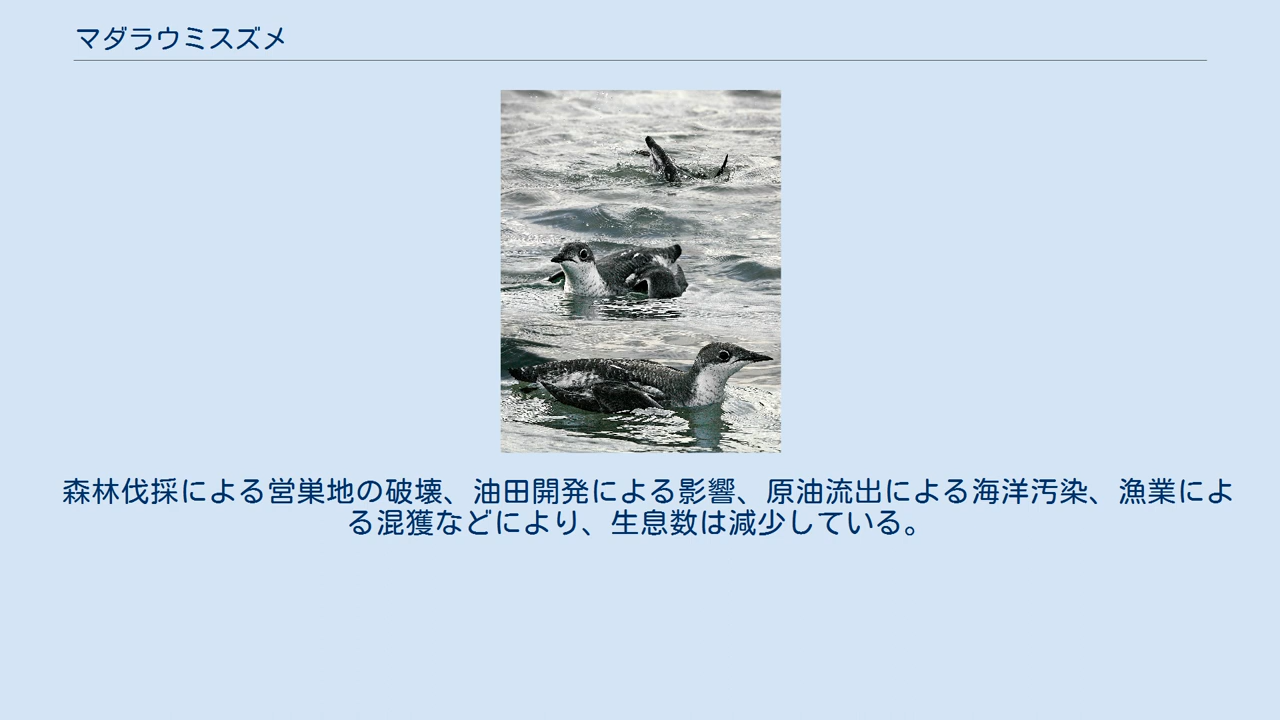 マダラウミスズメ
森林伐採による営巣地の破壊、油田開発による影響、原油流出による海洋汚染、漁業によ
る混獲などにより、生息数は減少している。